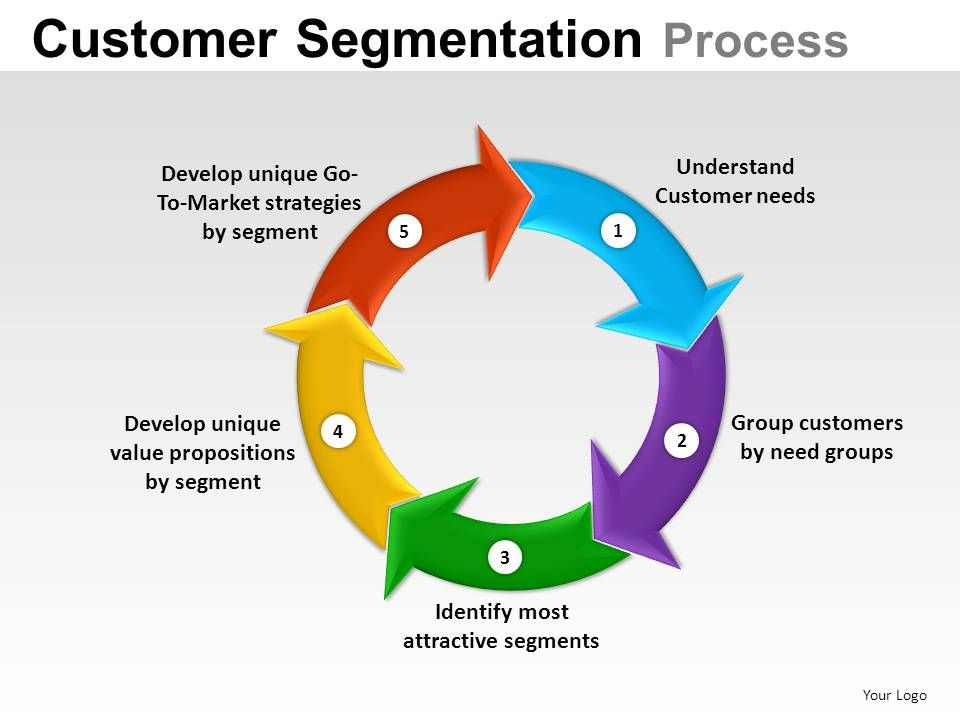 Customer Segmentation Process
Understand
Customer needs
1
Group customers
by need groups
2
3
Identify most
attractive segments
Develop unique
value propositions
by segment
4
Develop unique Go-
To-Market strategies
by segment
5
Your Logo